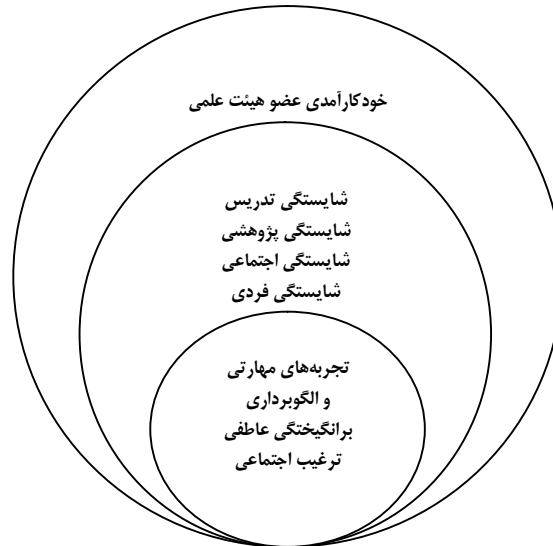 خودکارآمدی عضو هیئت علمی
شایستگی تدریس
شایستگی پژوهشی
شایستگی اجتماعی
شایستگی فردی
تجربه‌های مهارتی
و الگوبرداری
برانگیختگی عاطفی
ترغیب اجتماعی